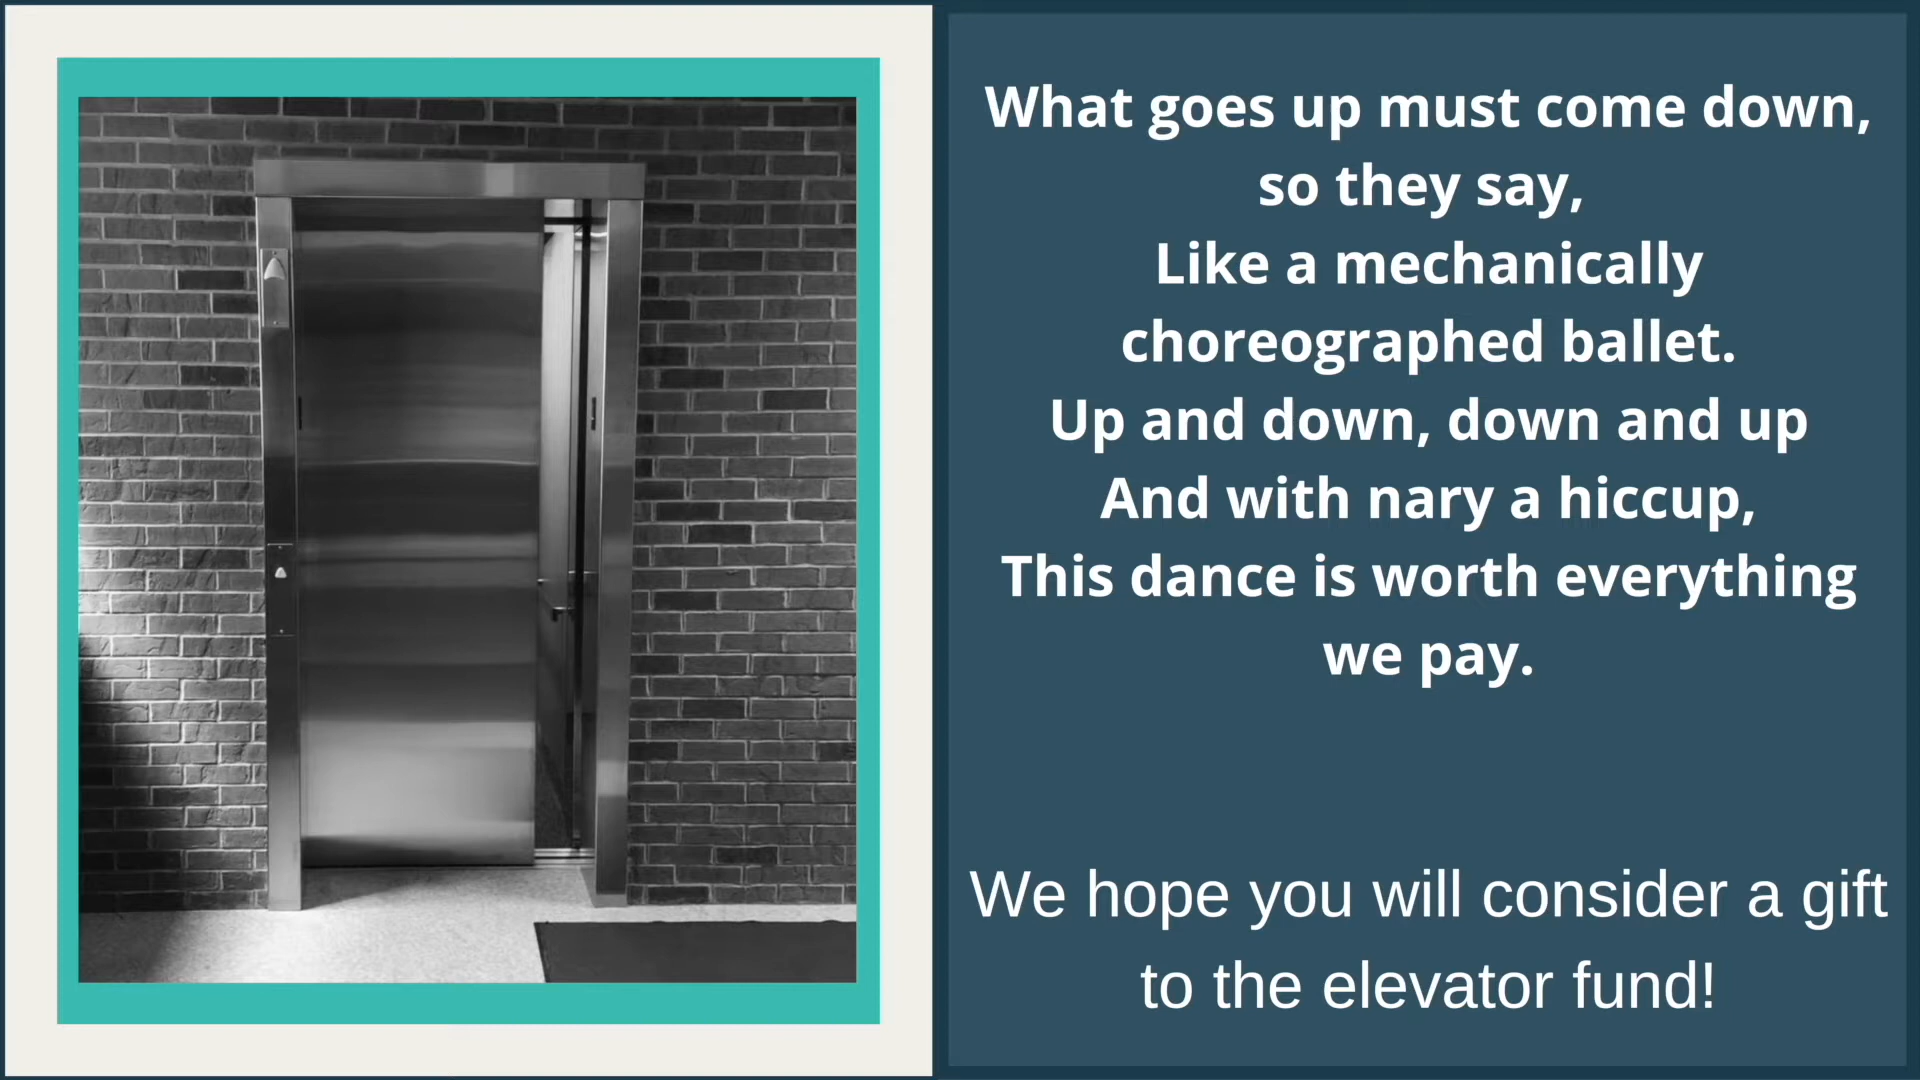 What goes up must come down,
so they say,
Like a mechanically
choreographed ballet.
Up and down, down and up
And with nary a hiccup,
This dance is worth everything
we pay.
We hope you will consider a gift
to the elevator fund!